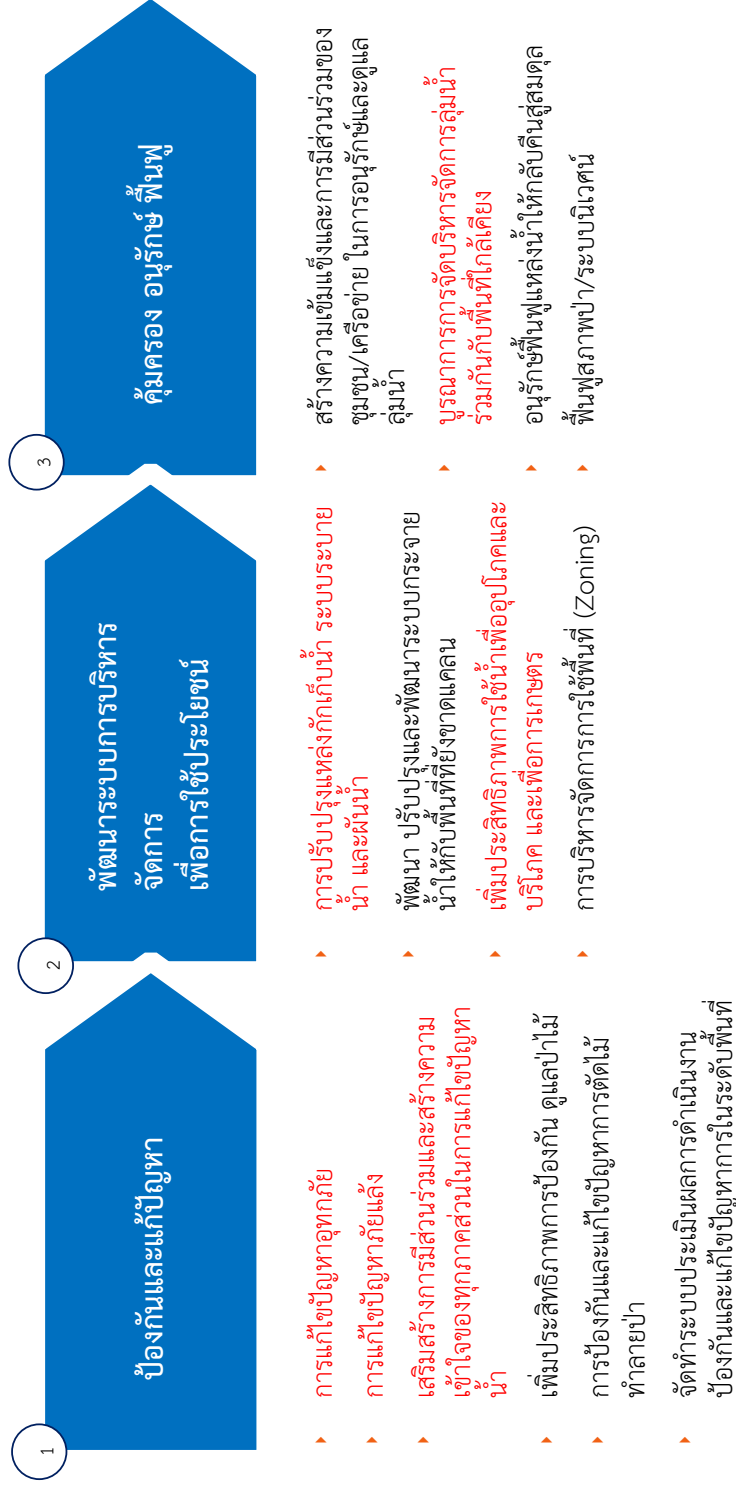 1
ป้องกันและแก้ปัญหา
การแก้ไขปัญหาอุทกภัย
การแก้ไขปัญหาภัยแล้ง
เสริมสร้างการมีส่วนร่วมและสร้างความ
เข้าใจของทุกภาคส่วนในการแก้ไขปัญหา
น้ำ
เพิ่มประสิทธิภาพการป้องกัน ดูแลป่าไม้
การป้องกันและแก้ไขปัญหาการตัดไม้
ทำลายป่า
จัดทำระบบประเมินผลการดำเนินงาน
ป้องกันและแก้ไขปัญหาการในระดับพื้นที่
2
พัฒนาระบบการบริหาร
จัดการ
เพื่อการใช้ประโยชน์
การปรับปรุงแหล่งกักเก็บน้ำ ระบบระบาย
น้ำ และผันน้ำ
พัฒนา ปรับปรุงและพัฒนาระบบกระจาย
น้ำให้กับพื้นที่ที่ยังขาดแคลน
เพิ่มประสิทธิภาพการใช้น้ำเพื่ออุปโภคและ
บริโภค และเพื่อการเกษตร
การบริหารจัดการการใช้พื้นที่ (Zoning)
3
คุ้มครอง อนุรักษ์ ฟื้นฟู
สร้างความเข้มแข็งและการมีส่วนร่วมของ
ชุมชน/เครือข่าย ในการอนุรักษ์และดูแล
ลุ่มน้ำ
บูรณาการการจัดบริหารจัดการลุ่มน้ำ
ร่วมกันกับพื้นที่ใกล้เคียง
อนุรักษ์ฟื้นฟูแหล่งน้ำให้กลับคืนสู่สมดุล
ฟื้นฟูสภาพป่า/ระบบนิเวศน์